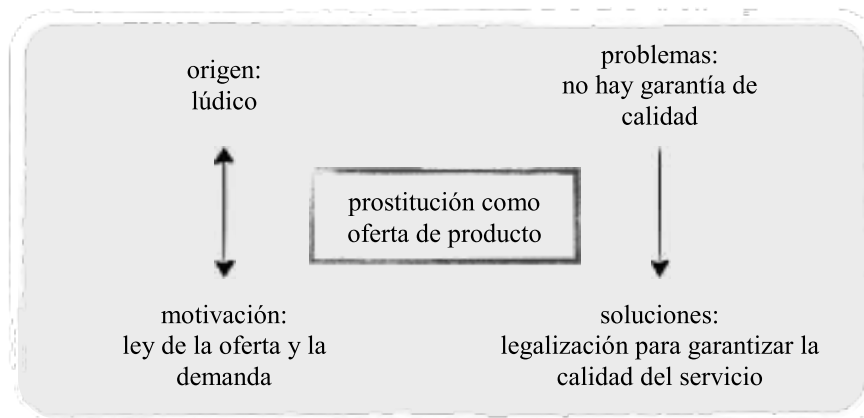 origen:
lúdico
problemas:
no hay garantía de
calidad
prostitución como
oferta de producto
motivación:
ley de la oferta y la
demanda
soluciones:
legalización para garantizar la
calidad del servicio